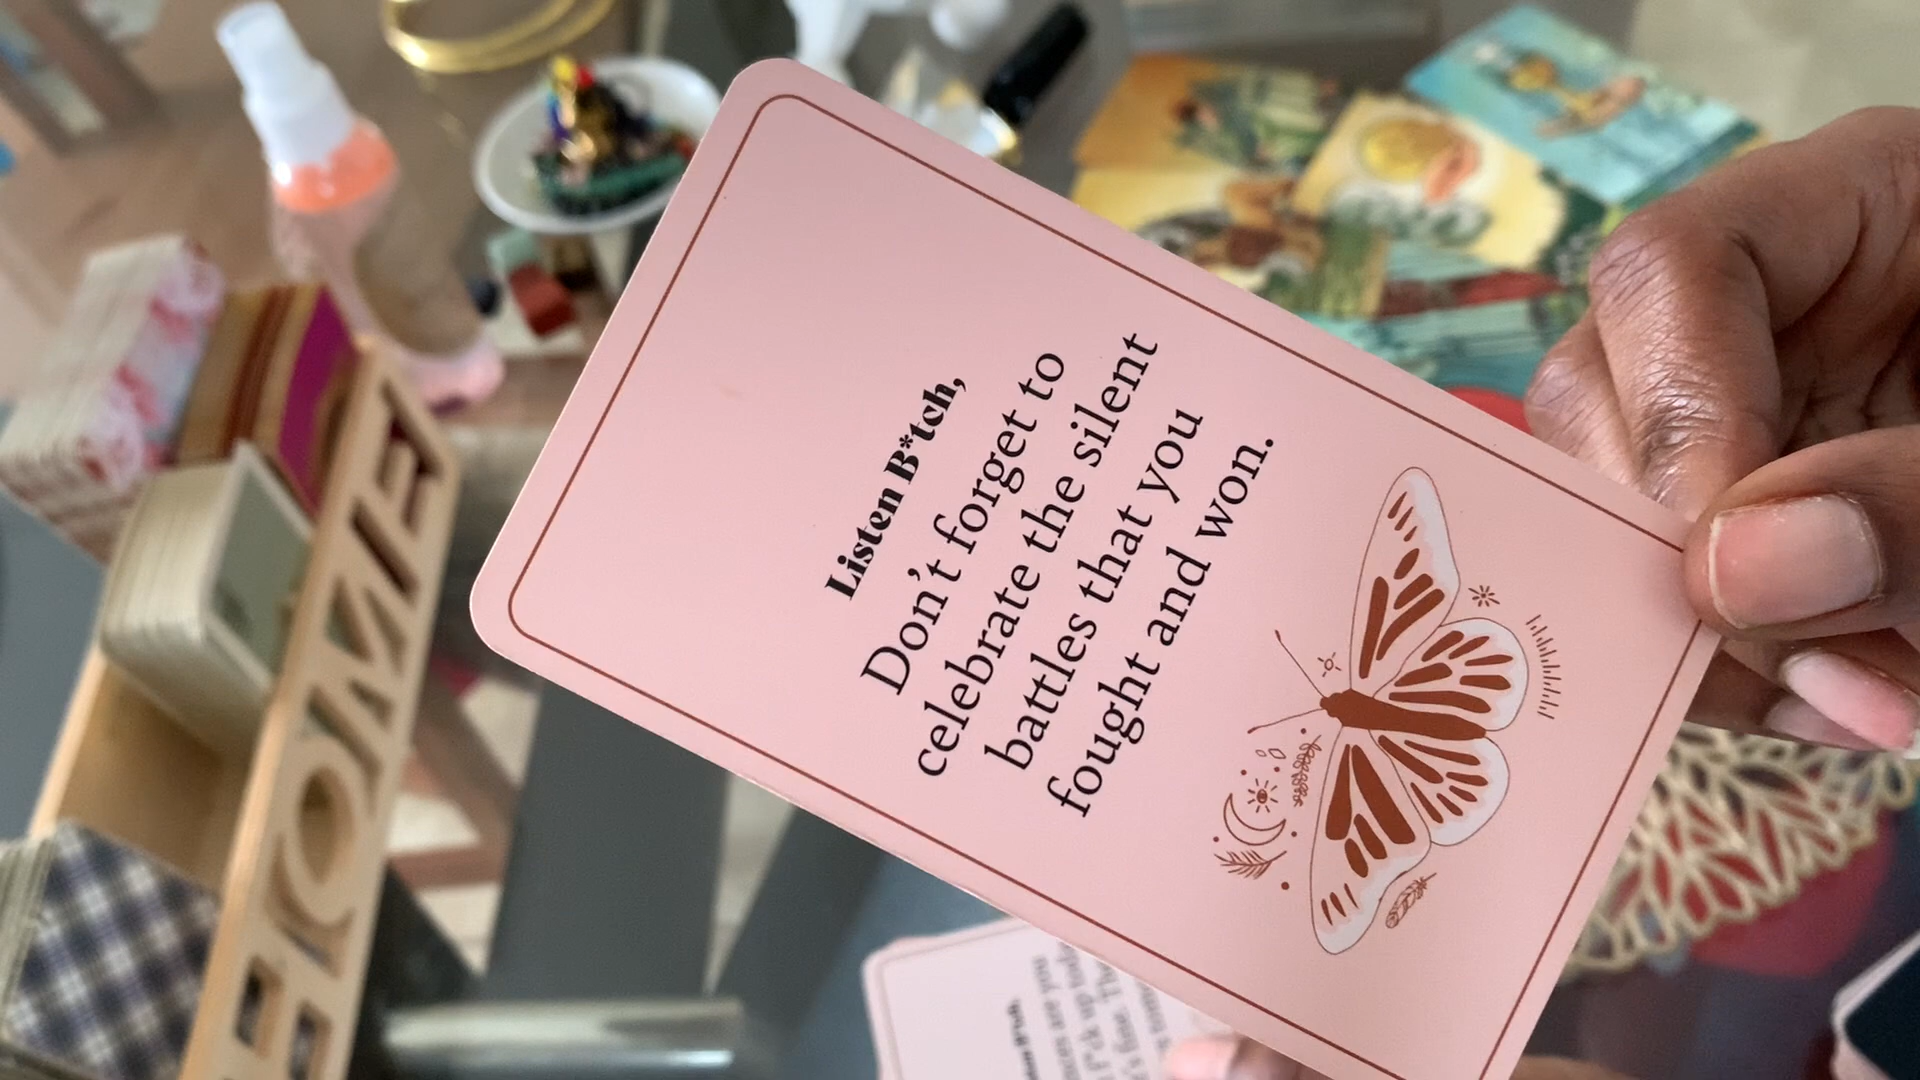 Listen B*tch,
Don't forget to
celebrate the silent
battles that you
fought and won.
HOME